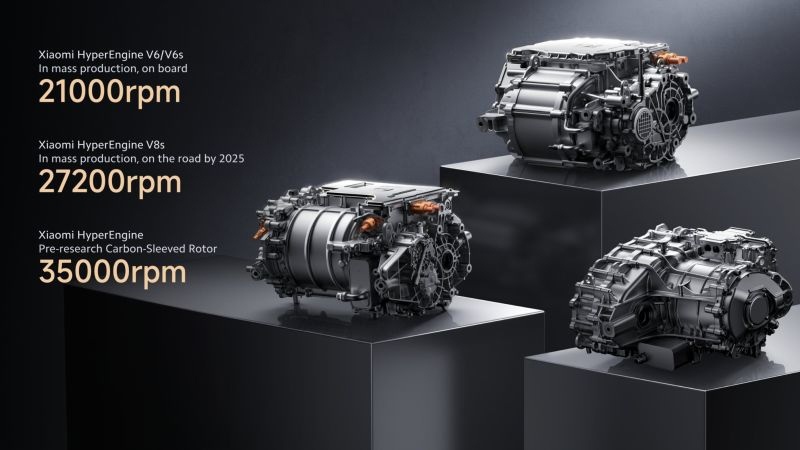 Xiaomi HyperEngine V6/V6s
In mass production, on board
21000rpm
Xiaomi HyperEngine V8s
In mass production, on the road by 2025
27200rpm
Xiaomi HyperEngine
Pre-research Carbon-Sleeved Rotor
35000rpm